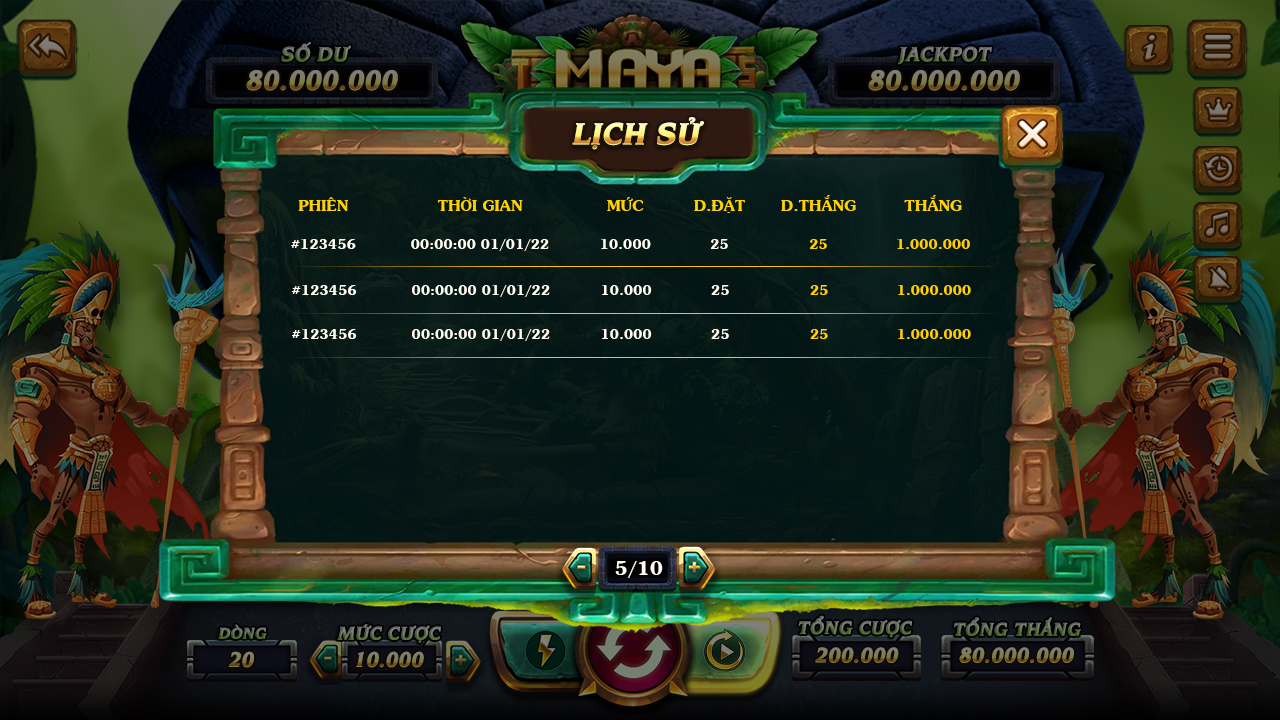 SỐ DƯ
80.000.000
MAYA
JACKPOT
80.000.000
LỊCH SỬ
PHIÊN THỜI GIAN MỨC D.ĐẶT D.THẮNG THẮNG
#123456 00:00:00 01/01/22 10.000 25 25 1.000.000
#123456 00:00:00 01/01/22 10.000 25 25 1.000.000
#123456 00:00:00 01/01/22 10.000 25 25 1.000.000
5/10
DÒNG
20
MỨC CƯỢC
10.000
TỔNG CƯỢC
200.000
TỔNG THẮNG
80.000.000